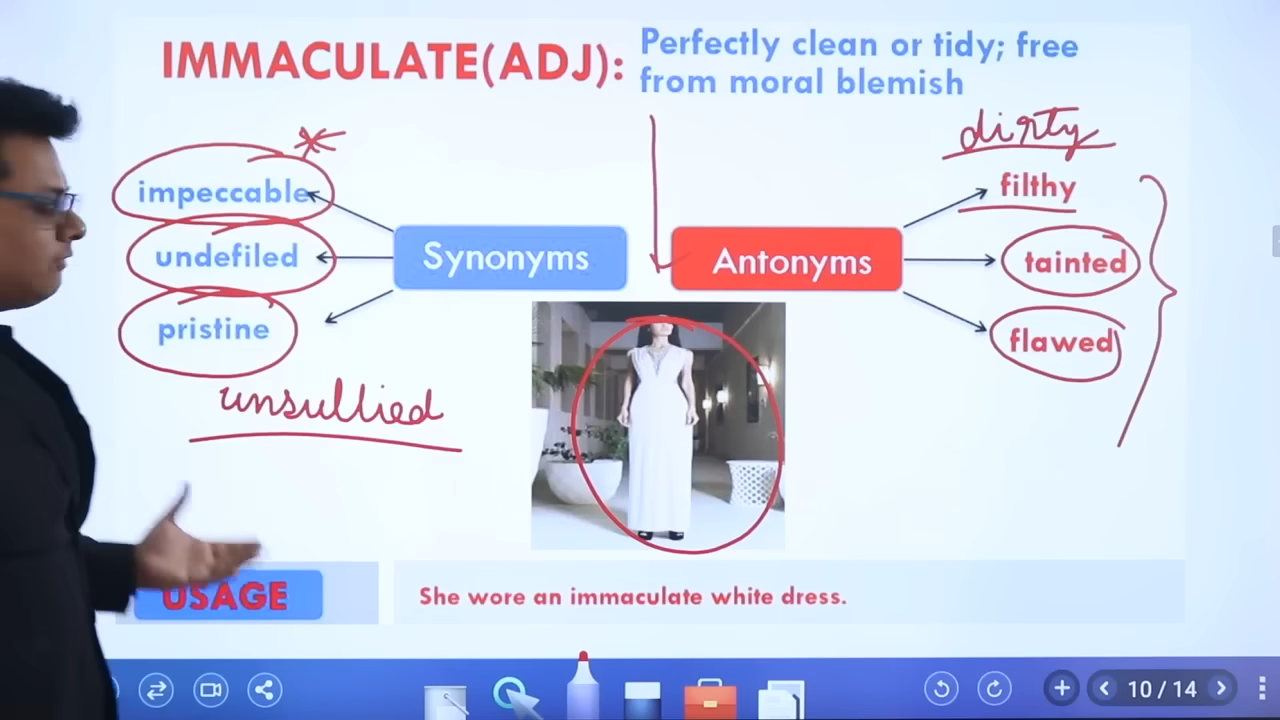 IMMACULATE(ADJ):
Perfectly clean or tidy; free
from moral blemish
dirty
impeccable
filthy
undefiled
Synonyms
Antonyms
tainted
pristine
flawed
unsullied
USAGE
She wore an immaculate white dress.
10 / 14